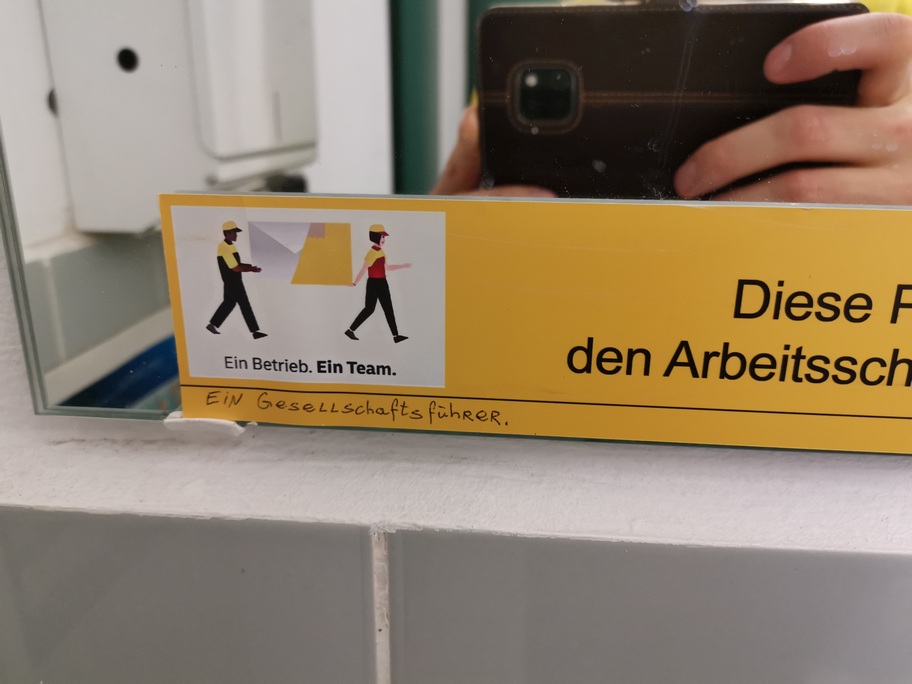 Diese
den Arbeitssch
Ein Betrieb. Ein Team.
EiN GesellschaftsführeR.